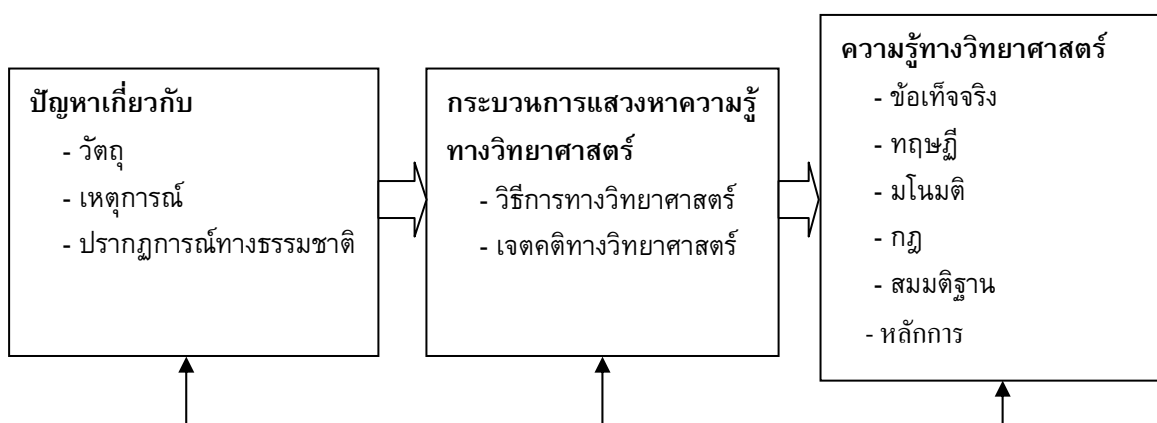 ปัญหาเกี่ยวกับ
- วัตถุ
- เหตุการณ์
- ปรากฏการณ์ทางธรรมชาติ
กระบวนการแสวงหาความรู้
ทางวิทยาศาสตร์
- วิธีการทางวิทยาศาสตร์
- เจตคติทางวิทยาศาสตร์
ความรู้ทางวิทยาศาสตร์
- ข้อเท็จจริง
- ทฤษฏี
- มโนมติ
- กฎ
- สมมติฐาน
- หลักการ